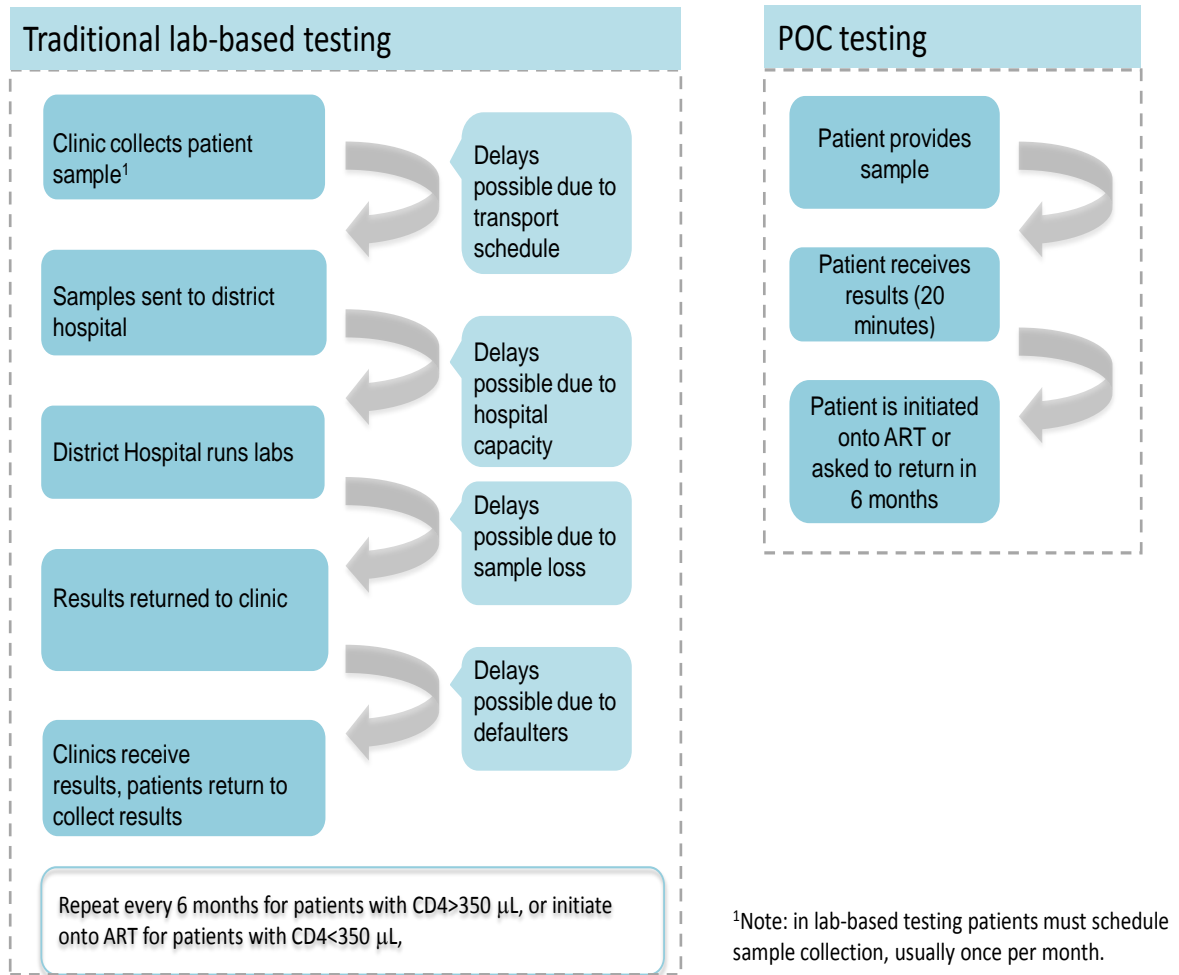 Traditional lab-based testing
Clinic collects patient
sample1
Delays
possible due to
transport
schedule
Samples sent to district
hospital
Delays
possible due to
hospital
capacity
District Hospital runs labs
Delays
possible due to
sample loss
Results returned to clinic
Delays
possible due to
defaulters
Clinics receive
results, patients return to
collect results
Repeat every 6 months for patients with CD4>350 µL, or initiate
onto ART for patients with CD4<350 µL,
POC testing
Patient provides
sample
Patient receives
results (20
minutes)
Patient is initiated
onto ART or
asked to return in
6 months
1Note: in lab-based testing patients must schedule
sample collection, usually once per month.